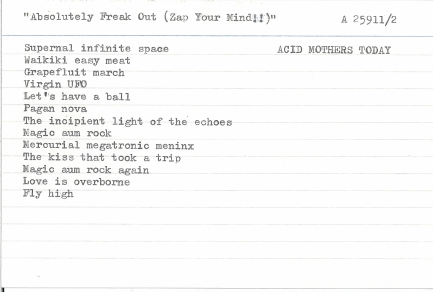 "Absolutely Freak Out (Zap Your Mind!!)" A 25911/2
Supernal infinite space ACID MOTHERS TODAY
Waikiki easy meat
Grapefluit march
Virgin UFO
Let's have a ball
Pagan nova
The incipient light of the echoes
Magic aum rock
Mercurial megatronic meninx
The kiss that took a trip
Magic aum rock again
Love is overborne
Fly high